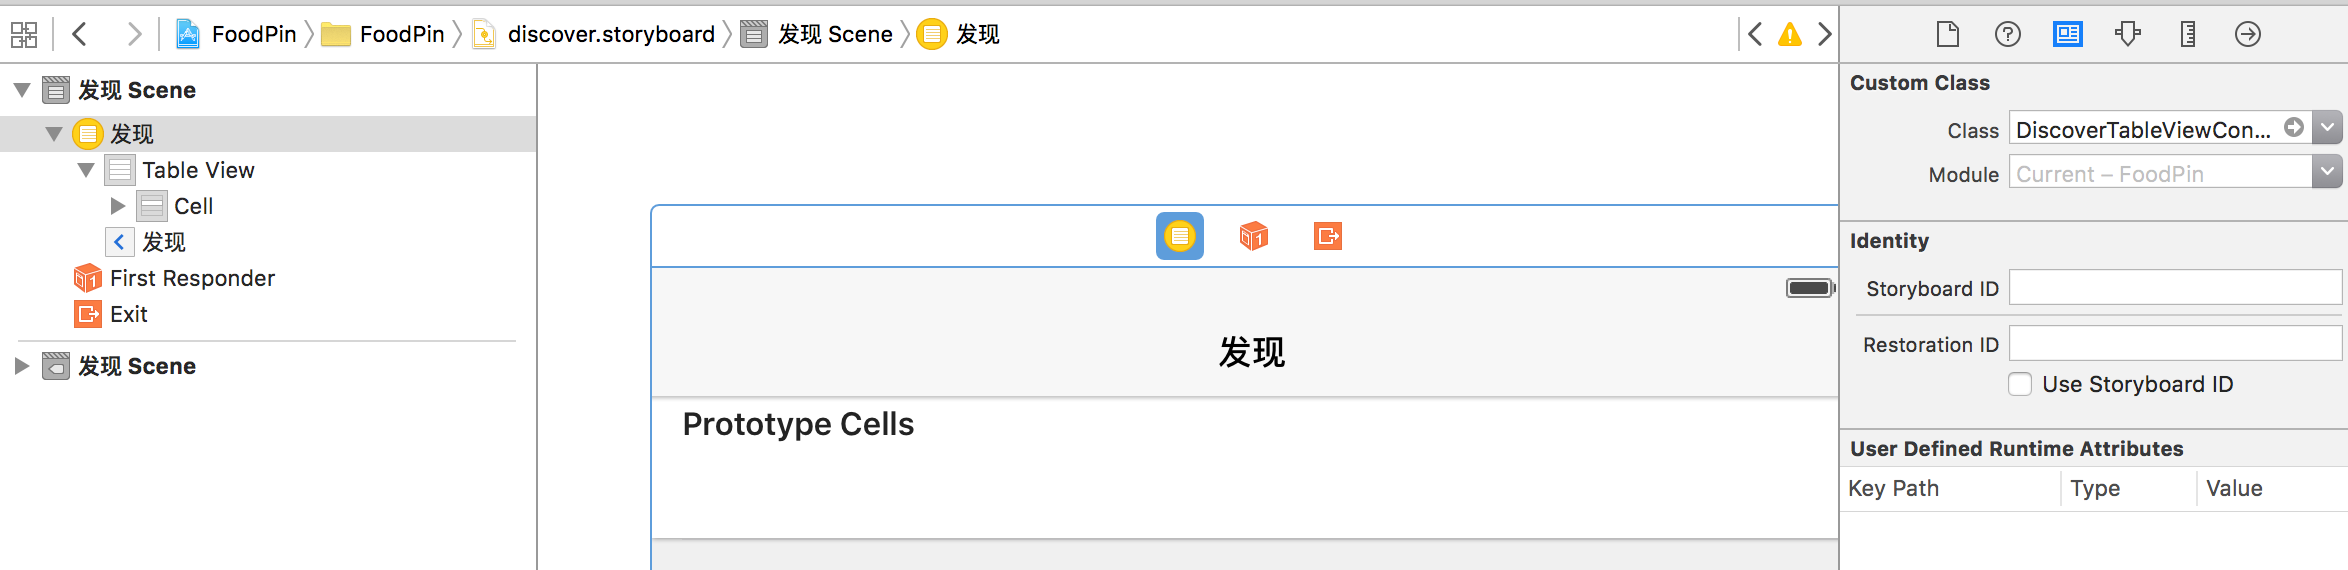 FoodPin FoodPin discover.storyboard 发现 Scene 发现
发现 Scene
发现
Table View
Cell
发现
First Responder
Exit
发现 Scene
发现
Prototype Cells
Custom Class
Class DiscoverTableViewCon...
Module Current – FoodPin
Identity
Storyboard ID
Restoration ID
Use Storyboard ID
User Defined Runtime Attributes
Key Path Type Value